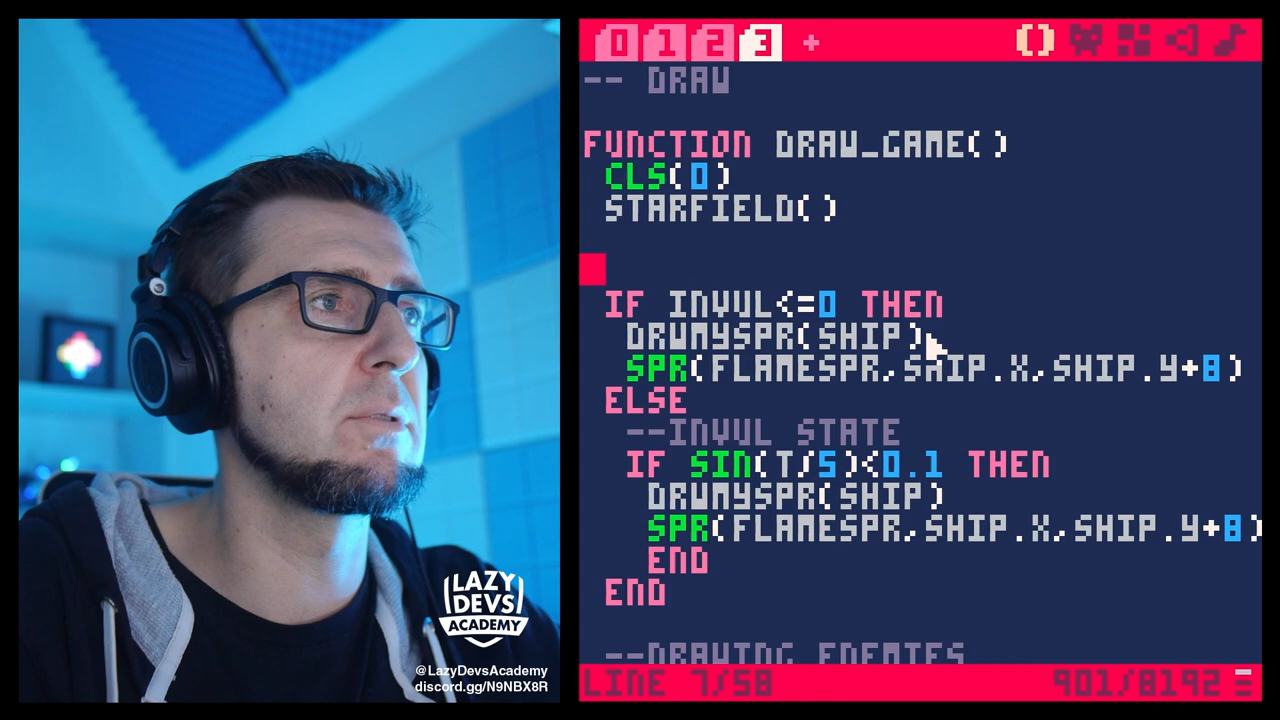 LAZY
DEVS
ACADEMY
@LazyDevsAcademy
discord.gg/N9NBX8R
0 1 2 3 + ()
-- DRAW
FUNCTION DRAW_GAME()
CLS(0)
STARFIELD()
IF INVUL<=0 THEN
DRWMYSPR(SHIP)
SPR(FLAMESPR,SHIP.X,SHIP.Y+8)
ELSE
--INVUL STATE
IF SIN(T/5)<0.1 THEN
DRWMYSPR(SHIP)
SPR(FLAMESPR,SHIP.X,SHIP.Y+8)
END
END
--DRAWING ENEMIES
LINE 7/58
901/8192